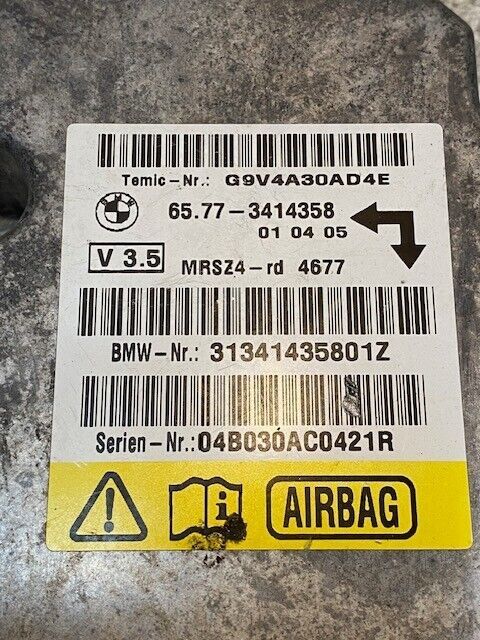 Temic-Nr.: G9V4A30AD4E
BMW
65.77-3414358
01 04 05
V 3.5
MRSZ4-rd 4677
BMW-Nr.: 31341435801Z
Serien-Nr.:04B030AC0421R
! i AIRBAG